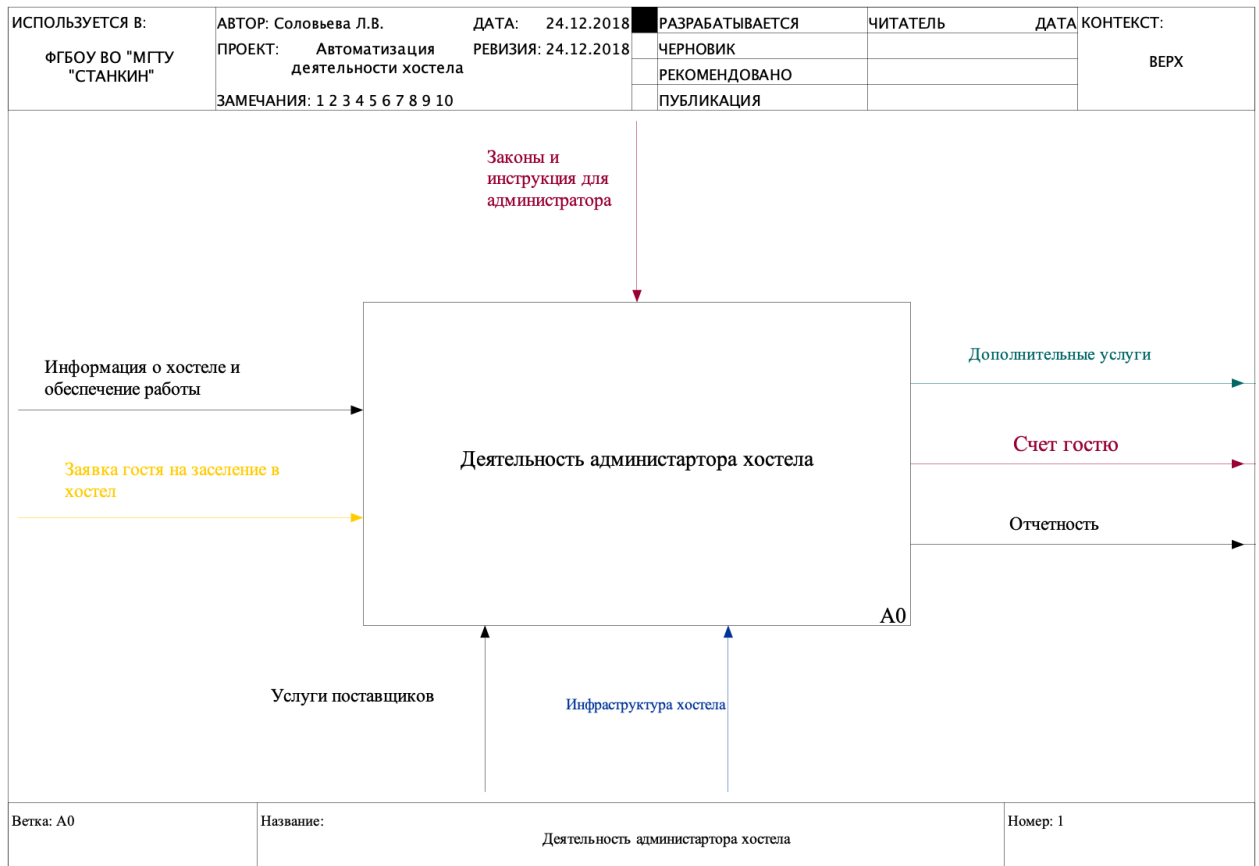 ИСПОЛЬЗУЕТСЯ В:
ФГБОУ ВО "МГТУ
"СТАНКИН"
АВТОР: Соловьева Л.В.
ДАТА: 24.12.2018
ПРОЕКТ: Автоматизация
деятельности хостела
РЕВИЗИЯ: 24.12.2018
ЗАМЕЧАНИЯ: 1 2 3 4 5 6 7 8 9 10
РАЗРАБАТЫВАЕТСЯ
ЧЕРНОВИК
РЕКОМЕНДОВАНО
ПУБЛИКАЦИЯ
ЧИТАТЕЛЬ
ДАТА
КОНТЕКСТ:
ВЕРХ
Законы и
инструкция для
администратора
Информация о хостеле и
обеспечение работы
Заявка гостя на заселение в
хостел
Деятельность администартора хостела
A0
Дополнительные услуги
Счет гостю
Отчетность
Услуги поставщиков
Инфраструктура хостела
Ветка: A0
Название:
Деятельность администартора хостела
Номер: 1